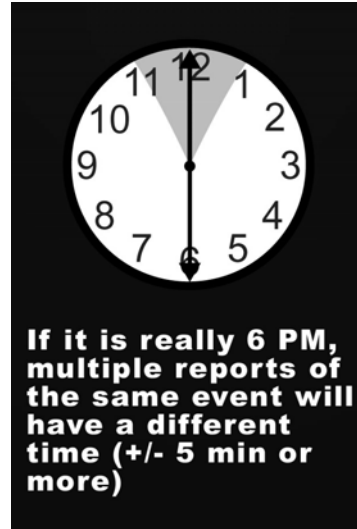 12
11 1
10 2
9 3
8 4
7 5
6
If it is really 6 PM,
multiple reports of
the same event will
have a different
time (+/- 5 min or
more)